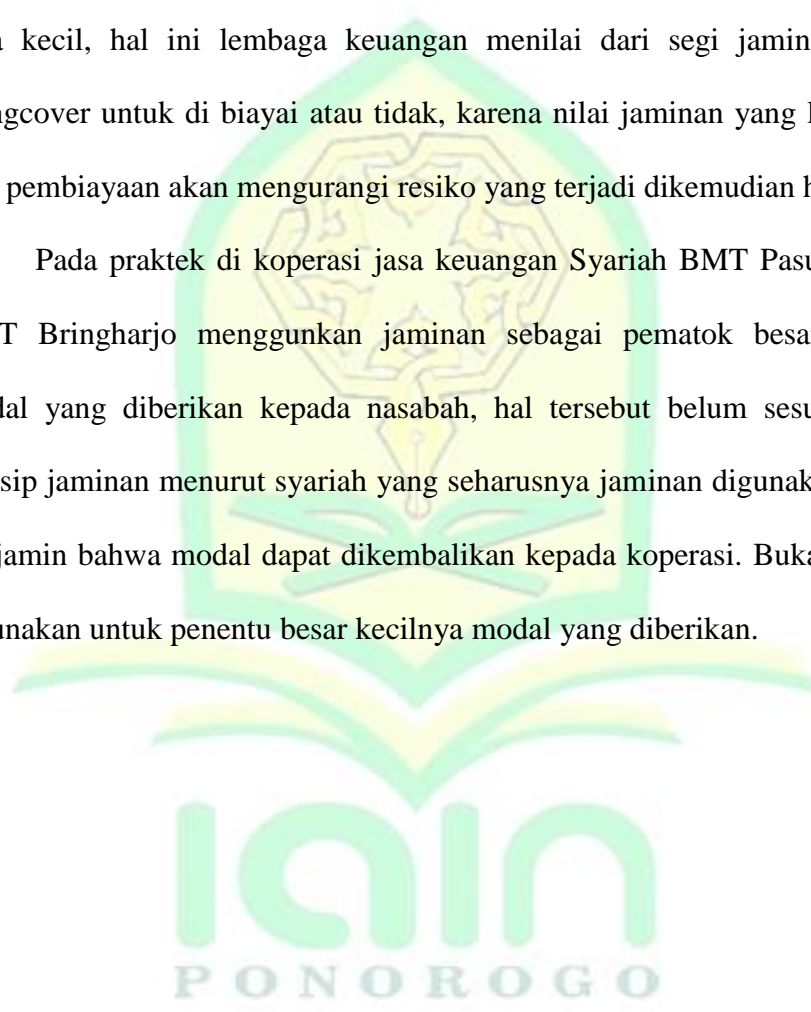 kecil, hal ini lembaga keuangan menilai dari segi jamin
ngcover untuk di biayai atau tidak, karena nilai jaminan yang
pembiayaan akan mengurangi resiko yang terjadi dikemudian h
Pada praktek di koperasi jasa keuangan Syariah BMT Pasu
T Bringharjo menggunkan jaminan sebagai pematok besa
dal yang diberikan kepada nasabah, hal tersebut belum sesu
sip jaminan menurut syariah yang seharusnya jaminan digunak
jamin bahwa modal dapat dikembalikan kepada koperasi. Buka
unakan untuk penentu besar kecilnya modal yang diberikan.
iain
PONOROGO